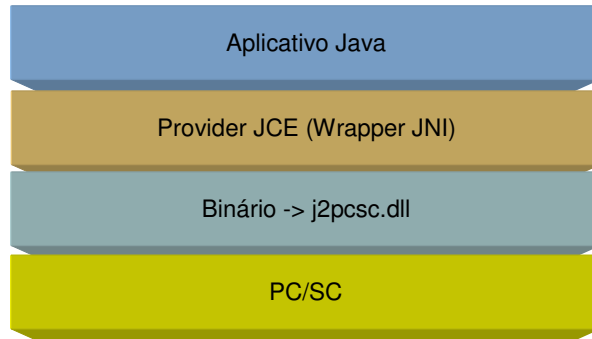 Aplicativo Java
Provider JCE (Wrapper JNI)
Binário -> j2pcsc.dll
PC/SC